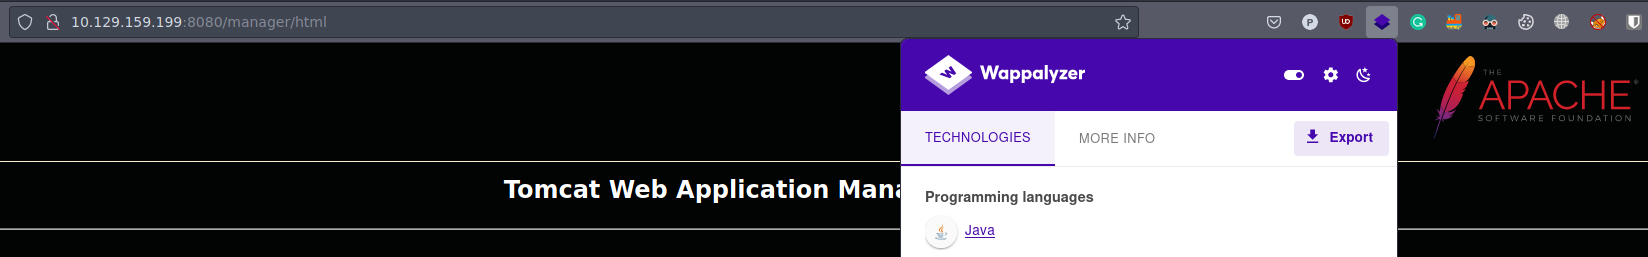 10.129.159.199:8080/manager/html
P
UD
G
W
Wappalyzer
THE
APACHE®
SOFTWARE FOUNDATION
TECHNOLOGIES
MORE INFO
Export
Tomcat Web Application Mana
Programming languages
Java